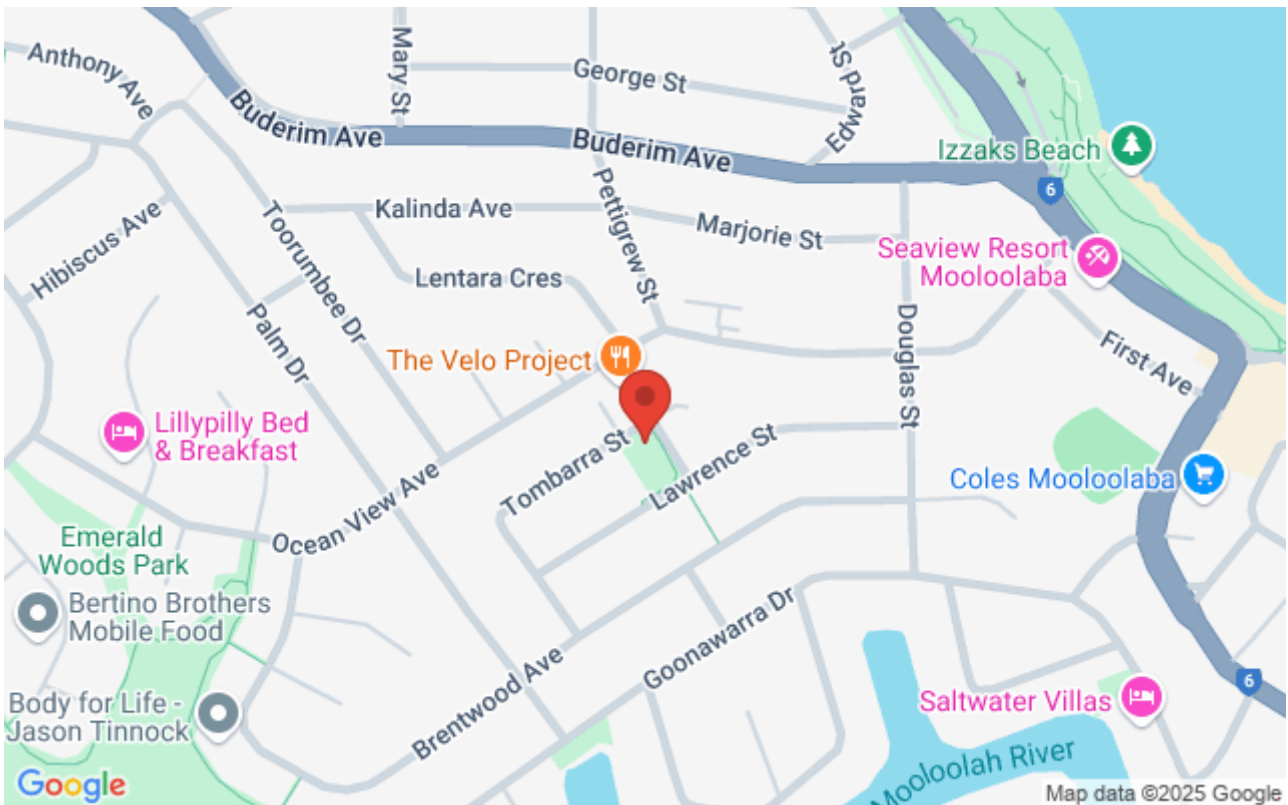 Anthony Ave
Mary St
George St
Edward St
Buderim Ave
Buderim Ave
Izzaks Beach
6
Hibiscus Ave
Toorumbee Dr
Kalinda Ave
Pettigrew St
Marjorie St
Seaview Resort
Mooloolaba
Lentara Cres
Palm Dr
Douglas St
First Ave
The Velo Project
Lillypilly Bed
& Breakfast
Tombarra St
Lawrence St
Coles Mooloolaba
Ocean View Ave
Emerald
Woods Park
Bertino Brothers
Mobile Food
Goonawarra Dr
Brentwood Ave
6
Body for Life -
Jason Tinnock
Saltwater Villas
Mooloolah River
Google
Map data ©2025 Google